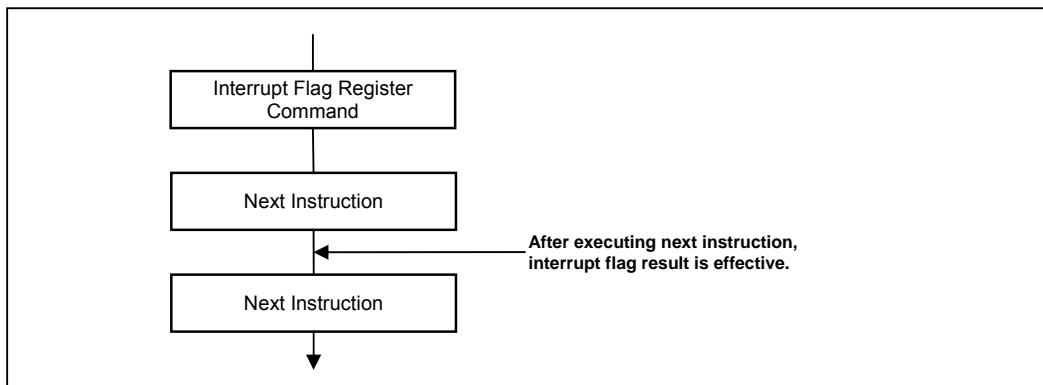 Interrupt Flag Register
Command
Next Instruction
After executing next instruction,
interrupt flag result is effective.
Next Instruction